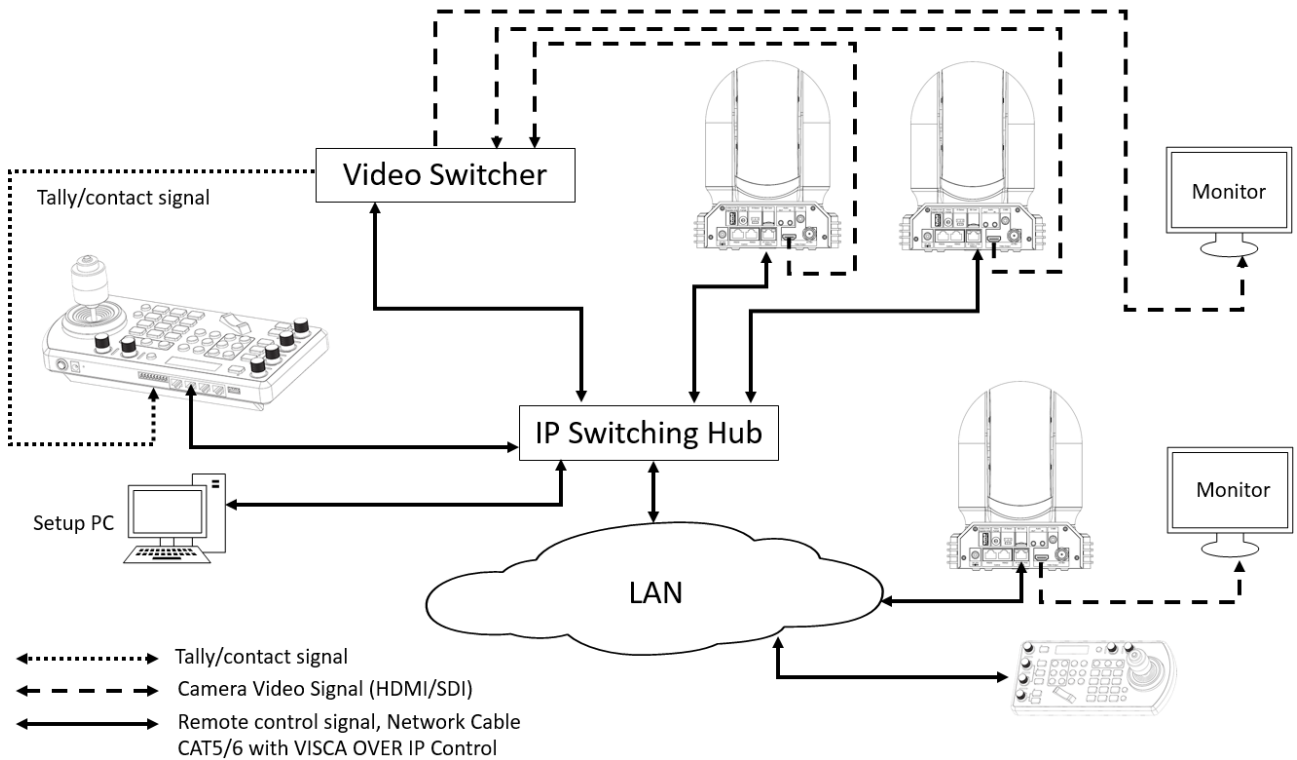 Video Switcher
Tally/contact signal
Monitor
IP Switching Hub
Monitor
Setup PC
LAN
Tally/contact signal
Camera Video Signal (HDMI/SDI)
Remote control signal, Network Cable
CAT5/6 with VISCA OVER IP Control